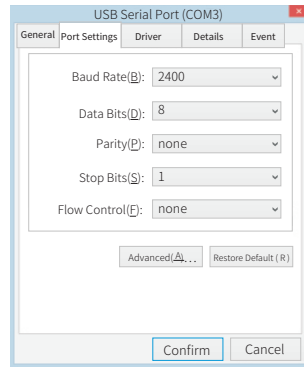 USB Serial Port (COM3)
General Port Settings Driver Details Event
Baud Rate(B): 2400
Data Bits(D): 8
Parity(P): none
Stop Bits(S): 1
Flow Control(F): none
Advanced(A)... Restore Default ( R )
Confirm Cancel